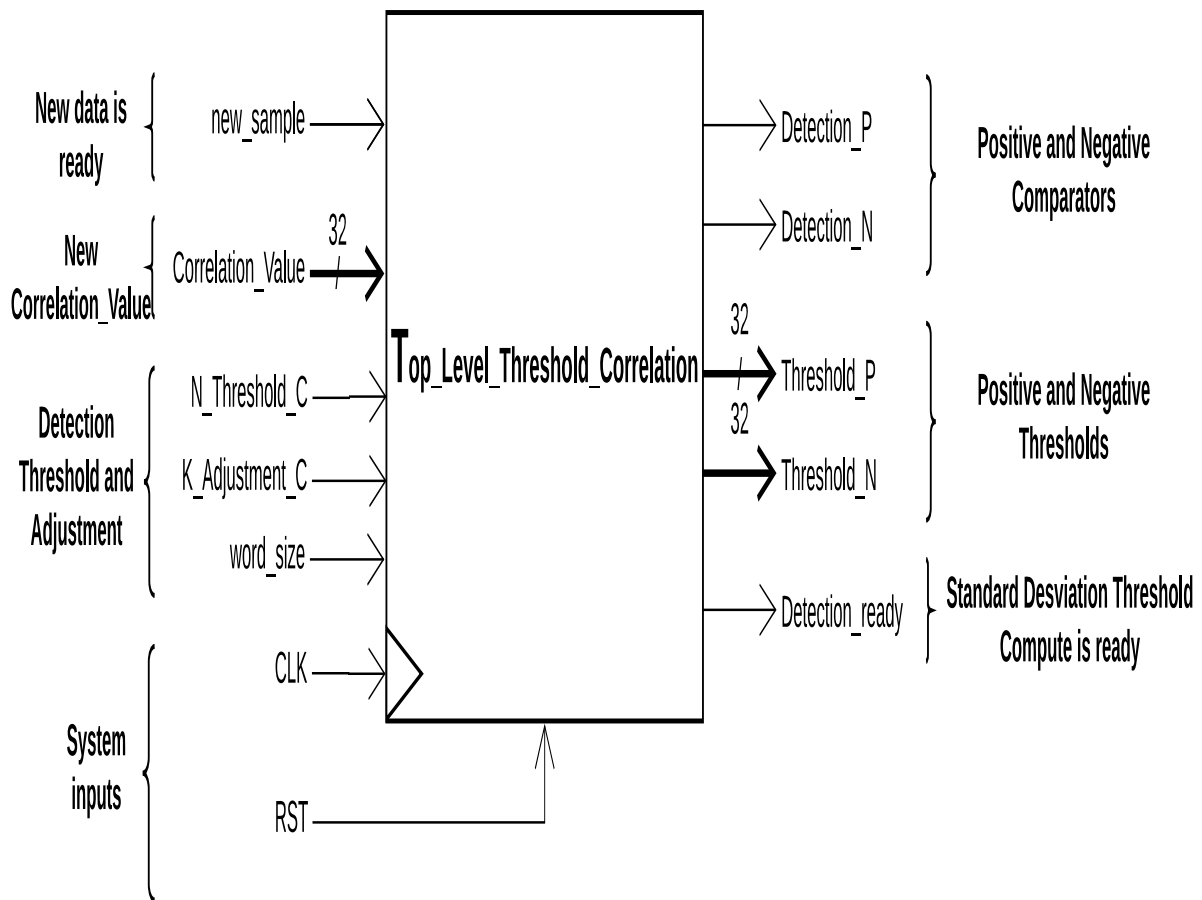 New data is
ready
new_sample
New
Correlation_Value
32
Correlation_Value
Detection
Threshold and
Adjustment
N_Threshold_C
K_Adjustment_C
word_size
System
inputs
CLK
RST
Top_Level_Threshold_Correlation
Detection_P
Detection_N
Positive and Negative
Comparators
32
Threshold_P
32
Threshold_N
Positive and Negative
Thresholds
Detection_ready
Standard Desviation Threshold
Compute is ready